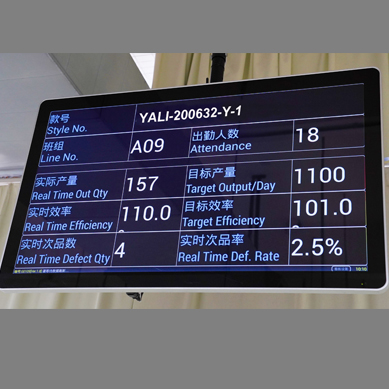 款号 YALI-200632-Y-1
Style No.
班组 A09 出勤人数 18
Line No. Attendance
实际产量 157 目标产量 1100
Real Time Out Qty Target Output/Day
实时效率 110.0 目标效率 101.0
Real Time Efficiency Target Efficiency
实时次品数 4 实时次品率 2.5%
Real Time Defect Qty Real Time Def. Rate